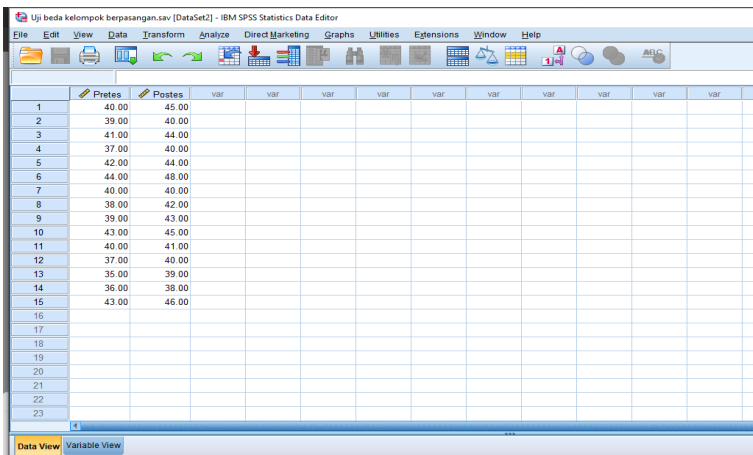 Uji beda kelompok berpasangan.sav [DataSet2] - IBM SPSS Statistics Data Editor
File Edit View Data Transform Analyze Direct Marketing Graphs Utilities Extensions Window Help
Pretes Postes var var var var var var var var var var
1 40.00 45.00
2 39.00 40.00
3 41.00 44.00
4 37.00 40.00
5 42.00 44.00
6 44.00 48.00
7 40.00 40.00
8 38.00 42.00
9 39.00 43.00
10 43.00 45.00
11 40.00 41.00
12 37.00 40.00
13 35.00 39.00
14 36.00 38.00
15 43.00 46.00
16
17
18
19
20
21
22
23
Data View Variable View